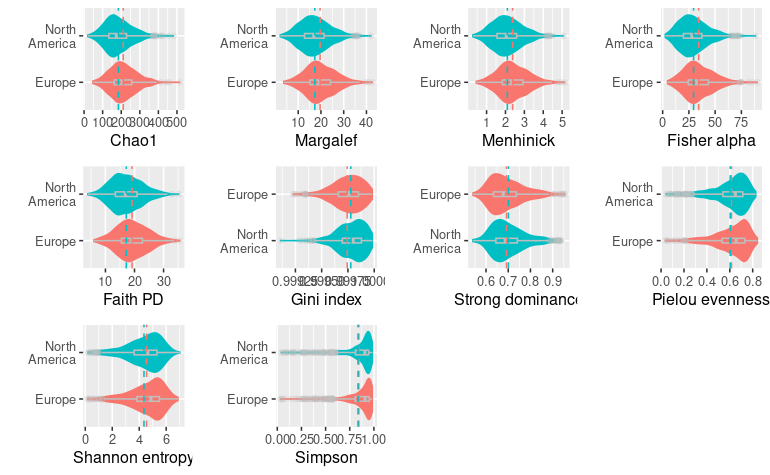 North
America
Europe
0 100 200 300 400 500
Chao1
North
America
Europe
10 20 30 40
Margalef
North
America
Europe
1 2 3 4 5
Menhinick
North
America
Europe
0 25 50 75
Fisher alpha
North
America
Europe
10 20 30
Faith PD
Europe
North
America
Gini index
Europe
North
America
0.6 0.7 0.8 0.9
Strong dominance
North
America
Europe
0.0 0.2 0.4 0.6 0.8
Pielou evenness
North
America
Europe
0 2 4 6
Shannon entropy
North
America
Europe
0.00 0.25 0.50 0.75 1.00
Simpson